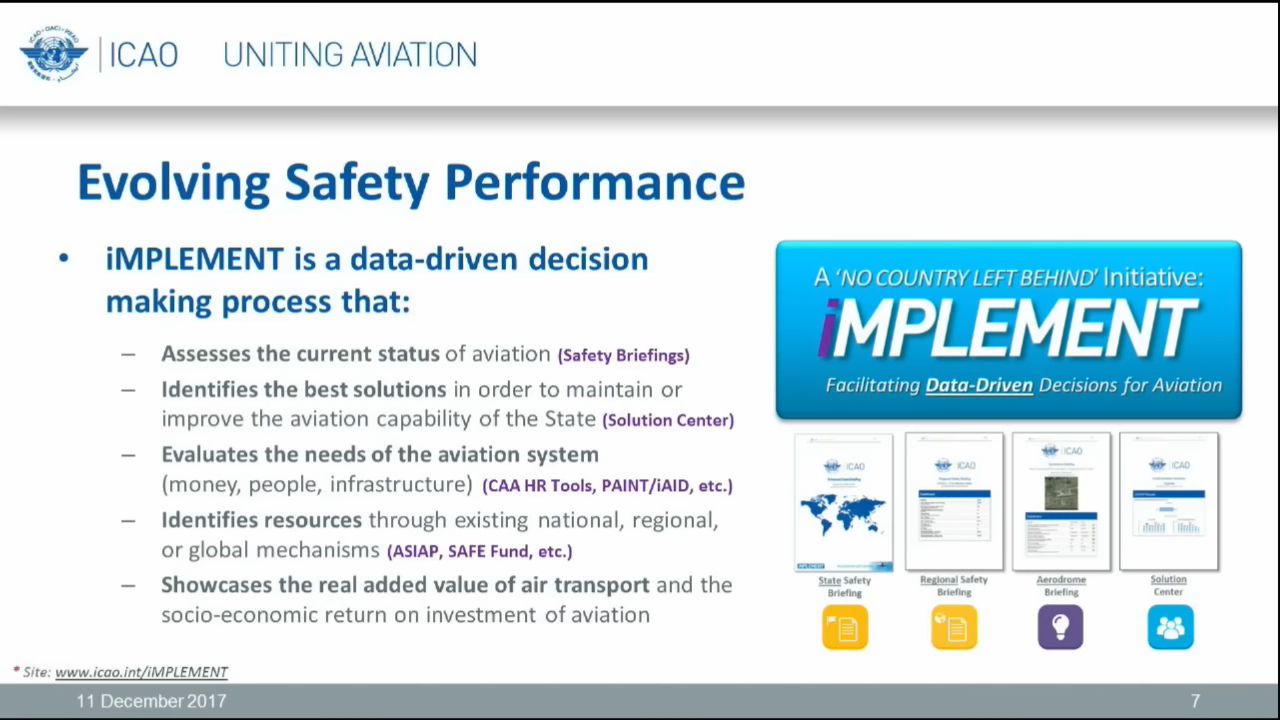 ICAO UNITING AVIATION
Evolving Safety Performance
• iMPLEMENT is a data-driven decision
making process that:
– Assesses the current status of aviation (Safety Briefings)
– Identifies the best solutions in order to maintain or
improve the aviation capability of the State (Solution Center)
– Evaluates the needs of the aviation system
(money, people, infrastructure) (CAA HR Tools, PAINT/iAID, etc.)
– Identifies resources through existing national, regional,
or global mechanisms (ASIAP, SAFE Fund, etc.)
– Showcases the real added value of air transport and the
socio-economic return on investment of aviation
A ‘NO COUNTRY LEFT BEHIND’ Initiative:
iMPLEMENT
Facilitating Data-Driven Decisions for Aviation
ICAO
ICAO
ICAO
ICAO
State Safety
Briefing
Regional Safety
Briefing
Aerodrome
Briefing
Solution
Center
* Site: www.icao.int/iMPLEMENT
11 December 2017
7